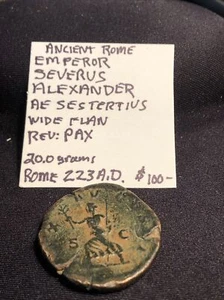 ANCIENT ROME
EMPEROR
SEVERUS
ALEXANDER
AE SESTERTIUS
WIDE FLAN
REV: PAX
20.0 grams
ROME 223 A.D. $100-
S C